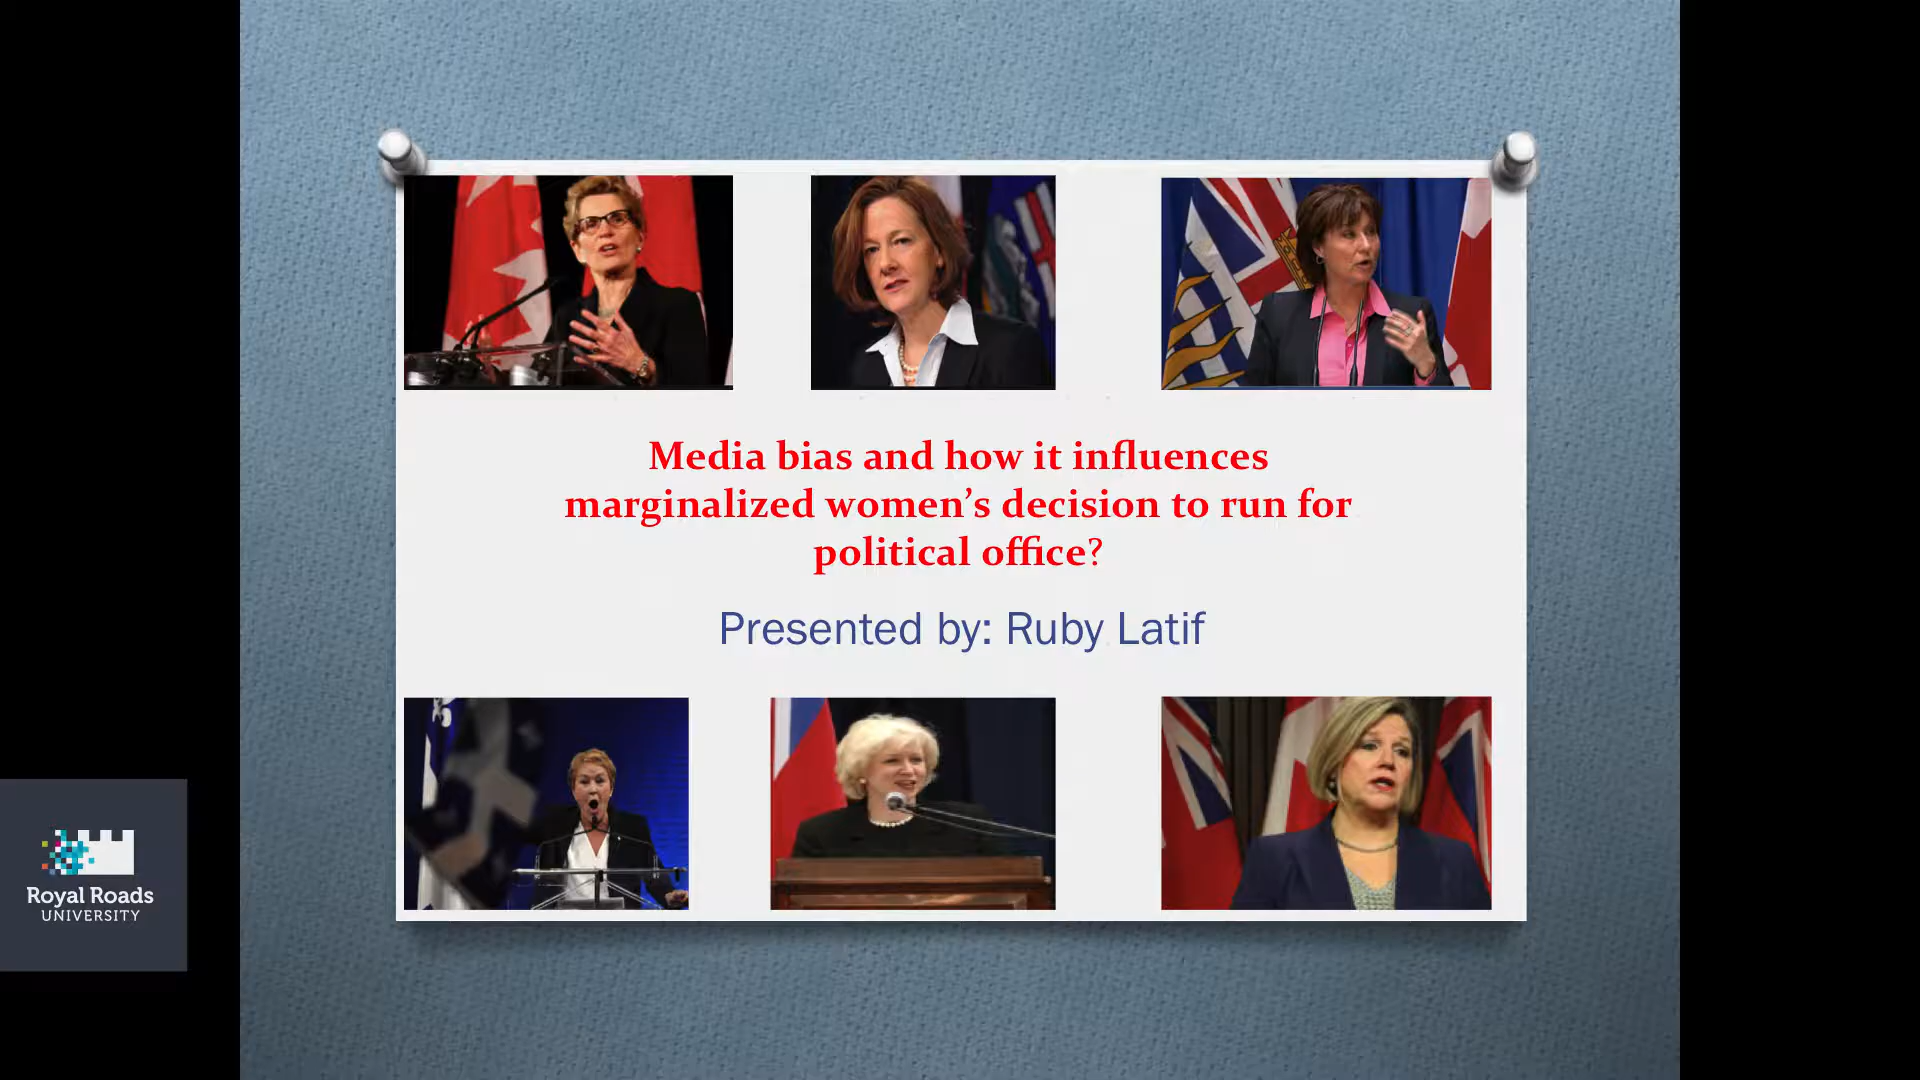 Media bias and how it influences
marginalized women’s decision to run for
political office?
Presented by: Ruby Latif
Royal Roads
UNIVERSITY